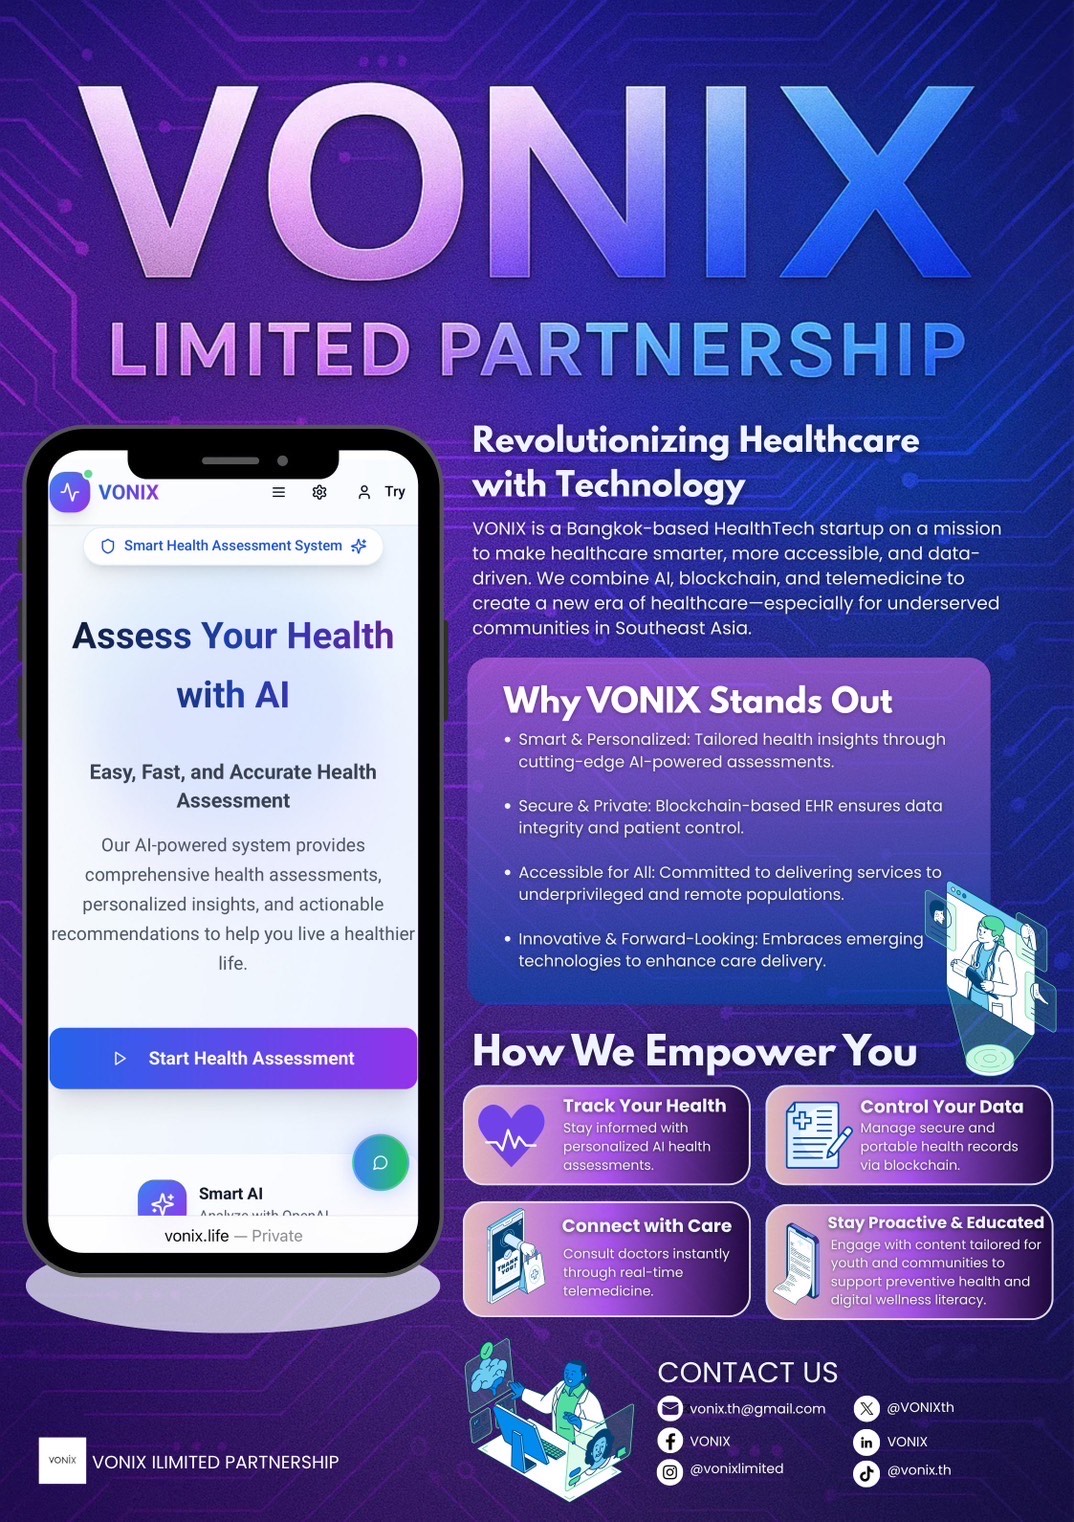 VONIX
LIMITED PARTNERSHIP
VONIX
Try
Smart Health Assessment System
Assess Your Health
with AI
Easy, Fast, and Accurate Health
Assessment
Our AI-powered system provides
comprehensive health assessments,
personalized insights, and actionable
recommendations to help you live a healthier
life.
Start Health Assessment
Smart AI
Analyze with OpenAI
vonix.life — Private
Revolutionizing Healthcare
with Technology
VONIX is a Bangkok-based HealthTech startup on a mission
to make healthcare smarter, more accessible, and data-
driven. We combine AI, blockchain, and telemedicine to
create a new era of healthcare—especially for underserved
communities in Southeast Asia.
Why VONIX Stands Out
• Smart & Personalized: Tailored health insights through
cutting-edge AI-powered assessments.
• Secure & Private: Blockchain-based EHR ensures data
integrity and patient control.
• Accessible for All: Committed to delivering services to
underprivileged and remote populations.
• Innovative & Forward-Looking: Embraces emerging
technologies to enhance care delivery.
How We Empower You
Track Your Health
Stay informed with
personalized AI health
assessments.
Control Your Data
Manage secure and
portable health records
via blockchain.
THANK
YOU!
Connect with Care
Consult doctors instantly
through real-time
telemedicine.
Stay Proactive & Educated
Engage with content tailored for
youth and communities to
support preventive health and
digital wellness literacy.
CONTACT US
vonix.th@gmail.com
@VONIXth
VONIX
VONIX
@vonixlimited
@vonix.th
VONIX
VONIX ILIMITED PARTNERSHIP